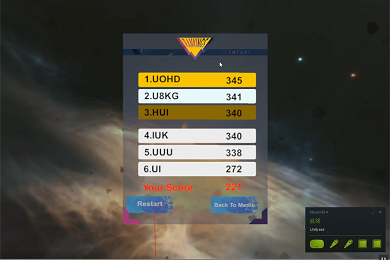 1.UOHD 345
2.U8KG 341
3.HUI 340
4.IUK 340
5.UUU 338
6.UI 272
Your Score 221
Restart
Back To Menu